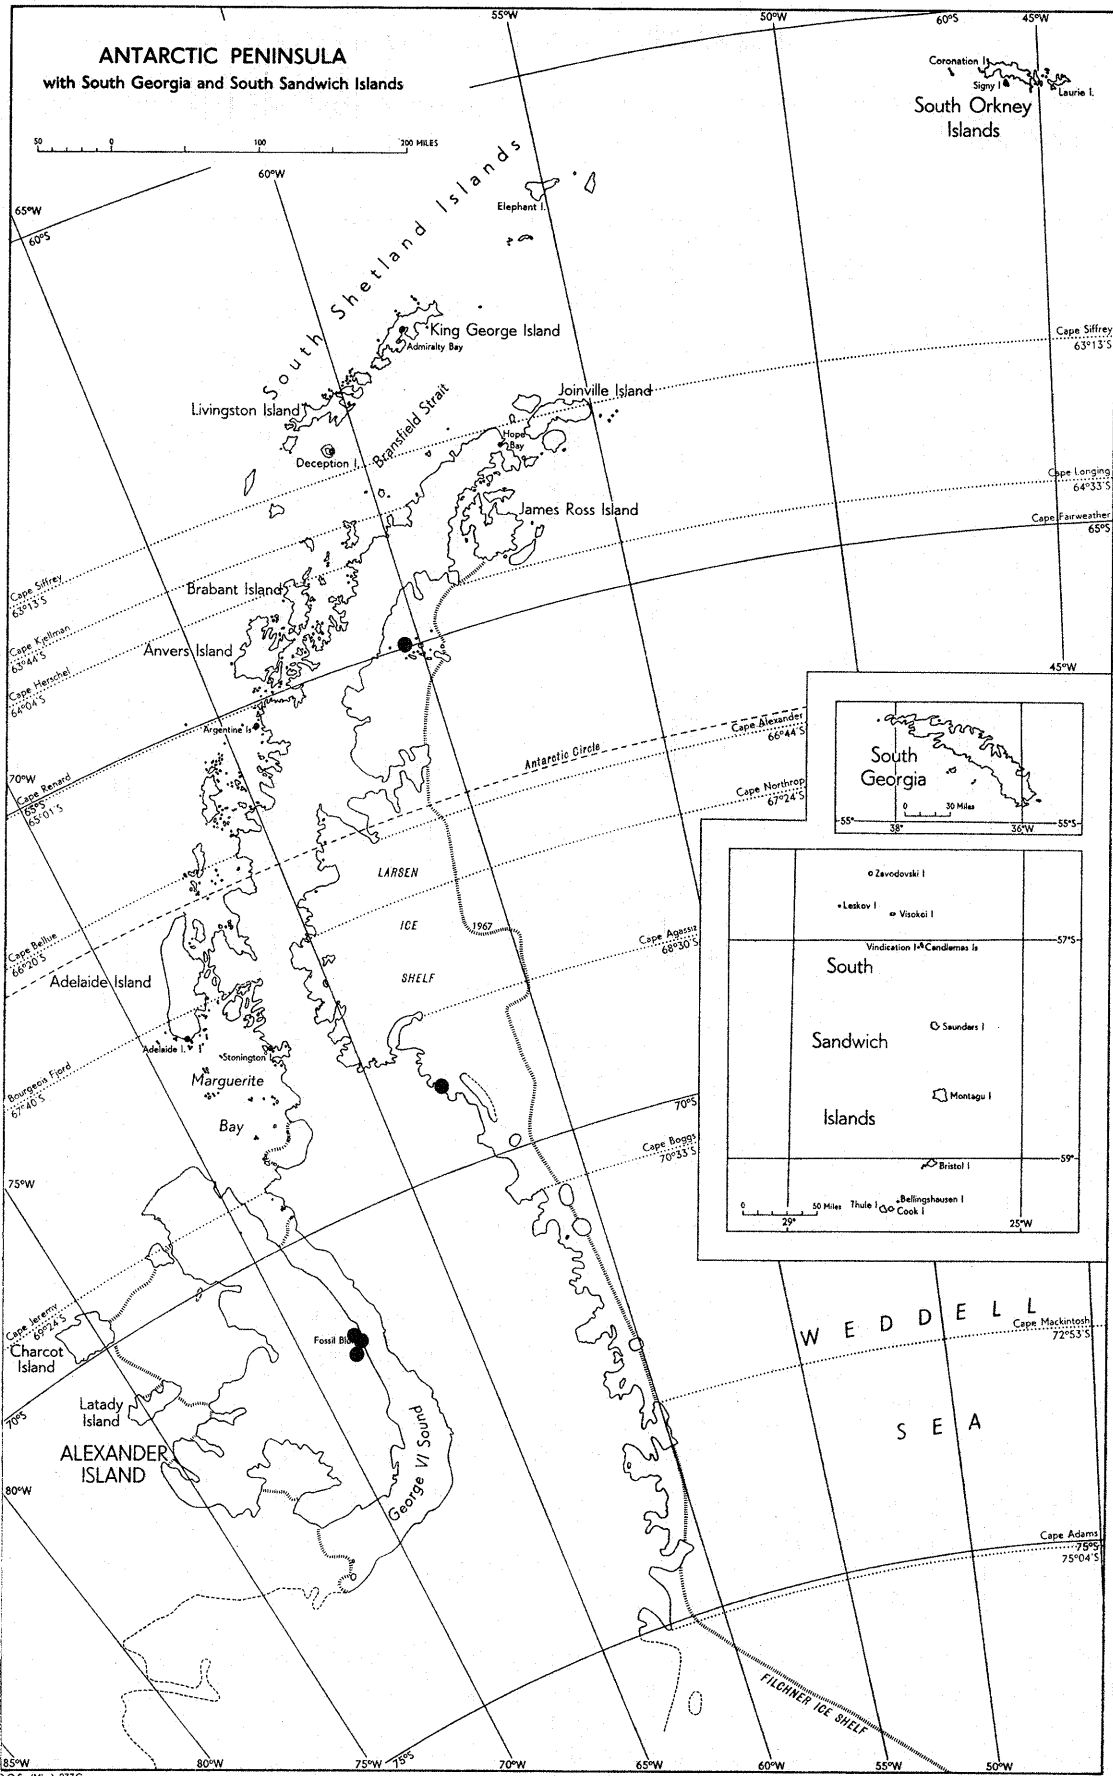 ANTARCTIC PENINSULA
with South Georgia and South Sandwich Islands
50 0 100 200 MILES
55°W
50°W
60°S
45°W
Coronation I.
Signy I
Laurie I.
South Orkney
Islands
60°W
65°W
60°S
South Shetland Islands
Elephant I.
King George Island
Admiralty Bay
Livingston Island
Bransfield Strait
Deception I.
Joinville Island
Hope
Bay
James Ross Island
Cape Siffrey
63°13'S
Cape Longing
64°33'S
Cape Fairweather
65°S
45°W
Cape Siffrey
63°13'S
Cape Kjellman
63°44'S
Cape Herschel
64°04'S
Brabant Island
Anvers Island
Argentine Is
70°W
Cape Renard
65°S
65°01'S
Antarctic Circle
Cape Alexander
66°44'S
Cape Northrop
67°24'S
LARSEN
ICE
SHELF
1967
Cape Agassiz
68°30'S
Cape Bellue
66°20'S
Adelaide Island
Adelaide I.
Stonington I
Marguerite
Bay
Bourgeois Fjord
67°40'S
70°S
Cape Boggs
70°33'S
75°W
Cape Jeremy
69°24'S
Charcot
Island
70°S
Latady
Island
ALEXANDER
ISLAND
80°W
George VI Sound
South
Georgia
0 30 Miles
55°
38°
36°W
55°S
Zavodovski I
Leskov I
Visokoi I
57°S
Vindication I
Candlemas Is
South
Sandwich
Islands
Saunders I
Montagu I
59°
Bristol I
Bellingshausen I
Thule I
Cook I
0 50 Miles
29°
25°W
WEDDELL
SEA
Cape Mackintosh
72°53'S
Cape Adams
75°S
75°04'S
FILCHNER ICE SHELF
85°W
80°W
75°W
75°S
70°W
65°W
60°W
55°W
50°W